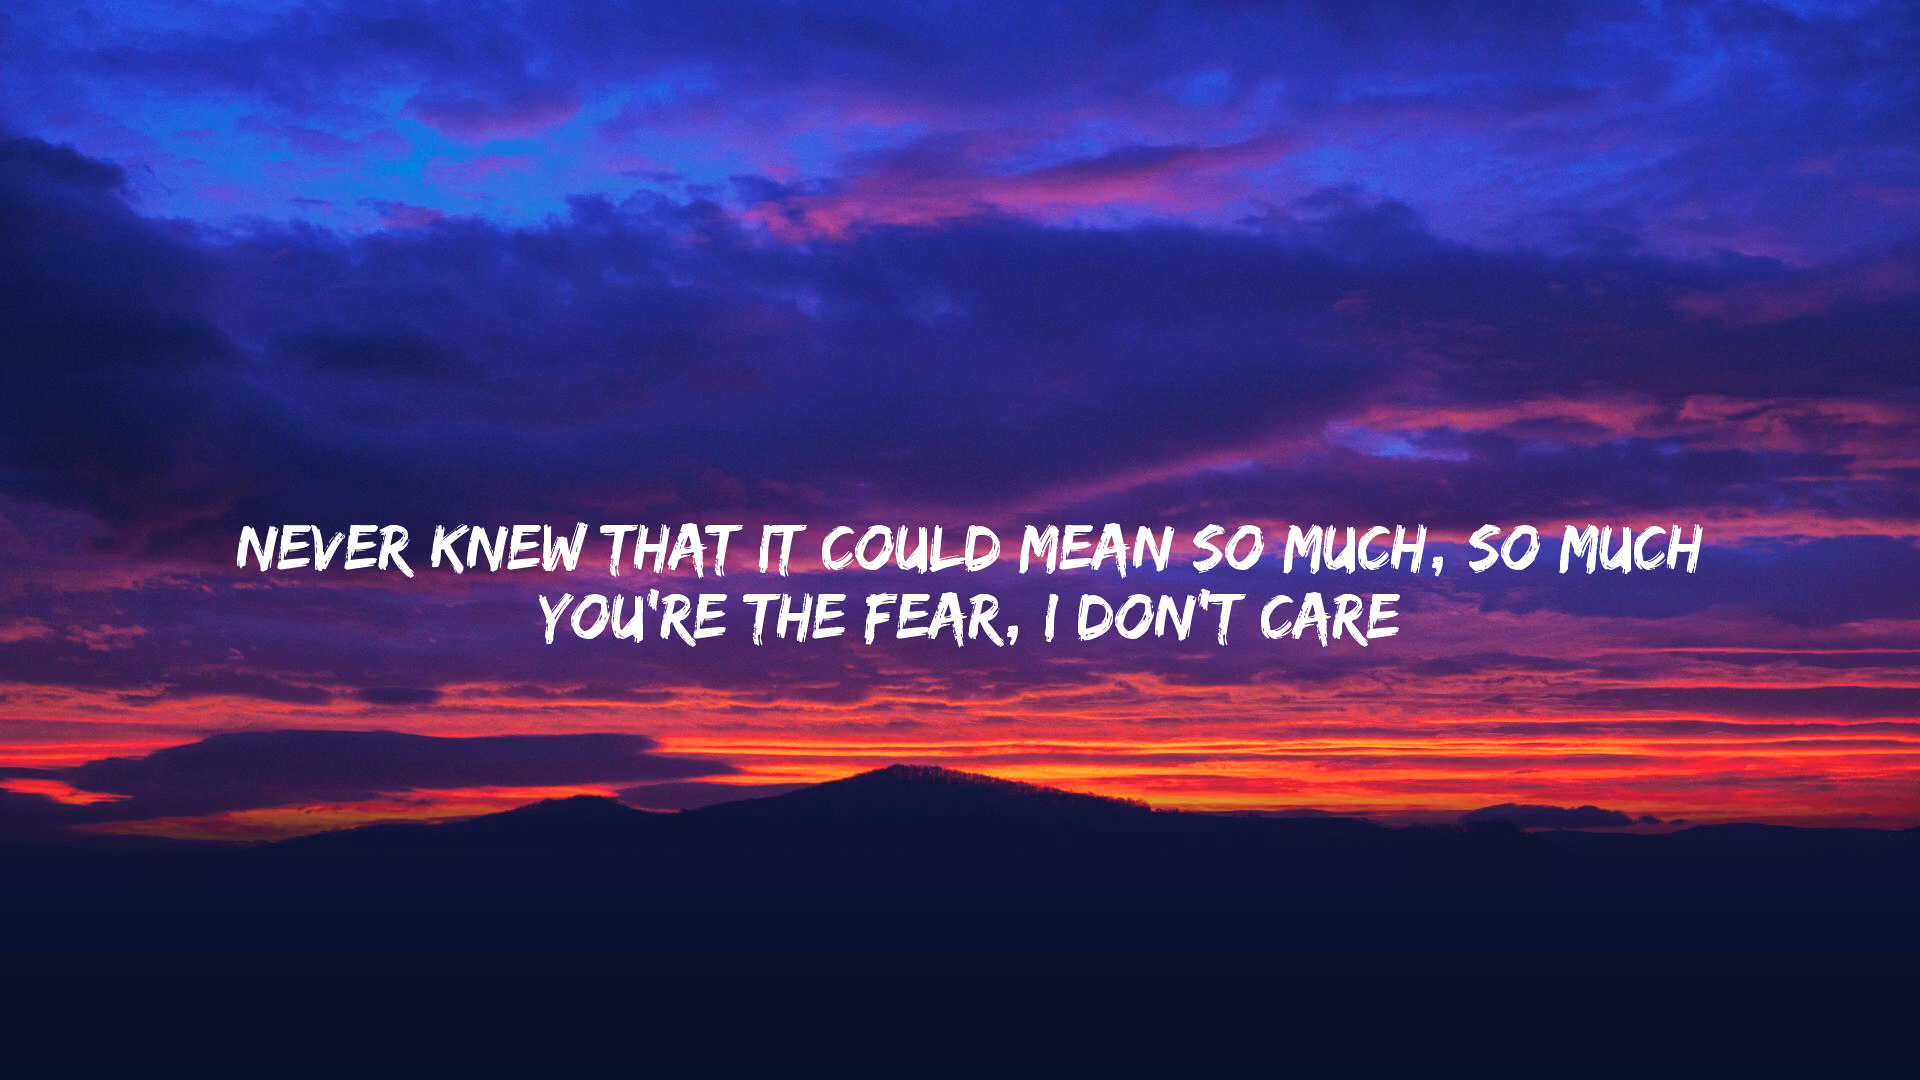 NEVER KNEW THAT IT COULD MEAN SO MUCH, SO MUCH
YOU'RE THE FEAR, I DON'T CARE